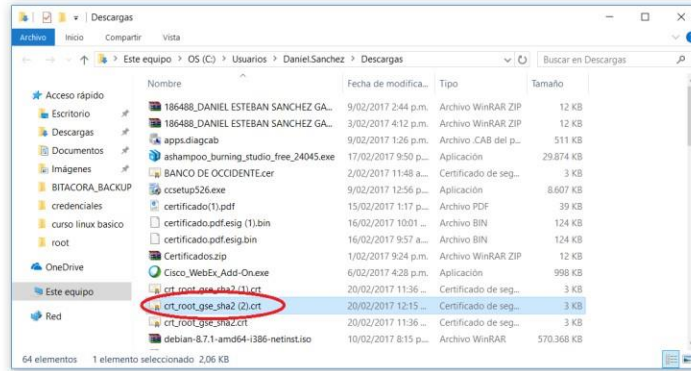 Descargas
Archivo Inicio Compartir Vista
Este equipo > OS (C:) > Usuarios > Daniel.Sanchez > Descargas Buscar en Descargas
Nombre Fecha de modifica... Tipo Tamaño
Acceso rápido
Escritorio
Descargas
Documentos
Imágenes
BITACORA_BACKUP
credenciales
curso linux basico
root
OneDrive
Este equipo
Red
186488_DANIEL ESTEBAN SANCHEZ GA... 9/02/2017 2:44 p.m. Archivo WinRAR ZIP 12 KB
186488_DANIEL ESTEBAN SANCHEZ GA... 3/02/2017 4:12 p.m. Archivo WinRAR ZIP 12 KB
apps.diagcab 9/02/2017 1:26 p.m. Archivo .CAB del p... 511 KB
ashampoo_burning_studio_free_24045.exe 17/02/2017 9:50 p.... Aplicación 29.874 KB
BANCO DE OCCIDENTE.cer 2/02/2017 11:48 a... Certificado de seg... 3 KB
ccsetup526.exe 9/02/2017 12:56 p... Aplicación 8.607 KB
certificado(1).pdf 15/02/2017 1:17 p.... Archivo PDF 39 KB
certificado.pdf.esig (1).bin 16/02/2017 10:01 ... Archivo BIN 124 KB
certificado.pdf.esig.bin 16/02/2017 9:57 a... Archivo BIN 124 KB
Certificados.zip 1/02/2017 9:24 p.m. Archivo WinRAR ZIP 12 KB
Cisco_WebEx_Add-On.exe 6/02/2017 4:28 p.m. Aplicación 998 KB
crt_root_gse_sha2 (1).crt 20/02/2017 11:36 ... Certificado de seg... 3 KB
crt_root_gse_sha2 (2).crt 20/02/2017 12:15 ... Certificado de seg... 3 KB
crt_root_gse_sha2.crt 20/02/2017 11:36 ... Certificado de seg... 3 KB
debian-8.7.1-amd64-i386-netinst.iso 10/02/2017 8:15 p... Archivo WinRAR 570.368 KB
64 elementos 1 elemento seleccionado 2,06 KB